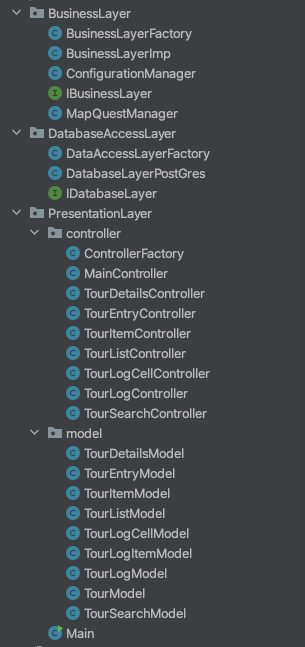 BusinessLayer
BusinessLayerFactory
BusinessLayerImp
ConfigurationManager
IBusinessLayer
MapQuestManager
DatabaseAccessLayer
DataAccessLayerFactory
DatabaseLayerPostGres
IDatabaseLayer
PresentationLayer
controller
ControllerFactory
MainController
TourDetailsController
TourEntryController
TourItemController
TourListController
TourLogCellController
TourLogController
TourSearchController
model
TourDetailsModel
TourEntryModel
TourItemModel
TourListModel
TourLogCellModel
TourLogItemModel
TourLogModel
TourModel
TourSearchModel
Main